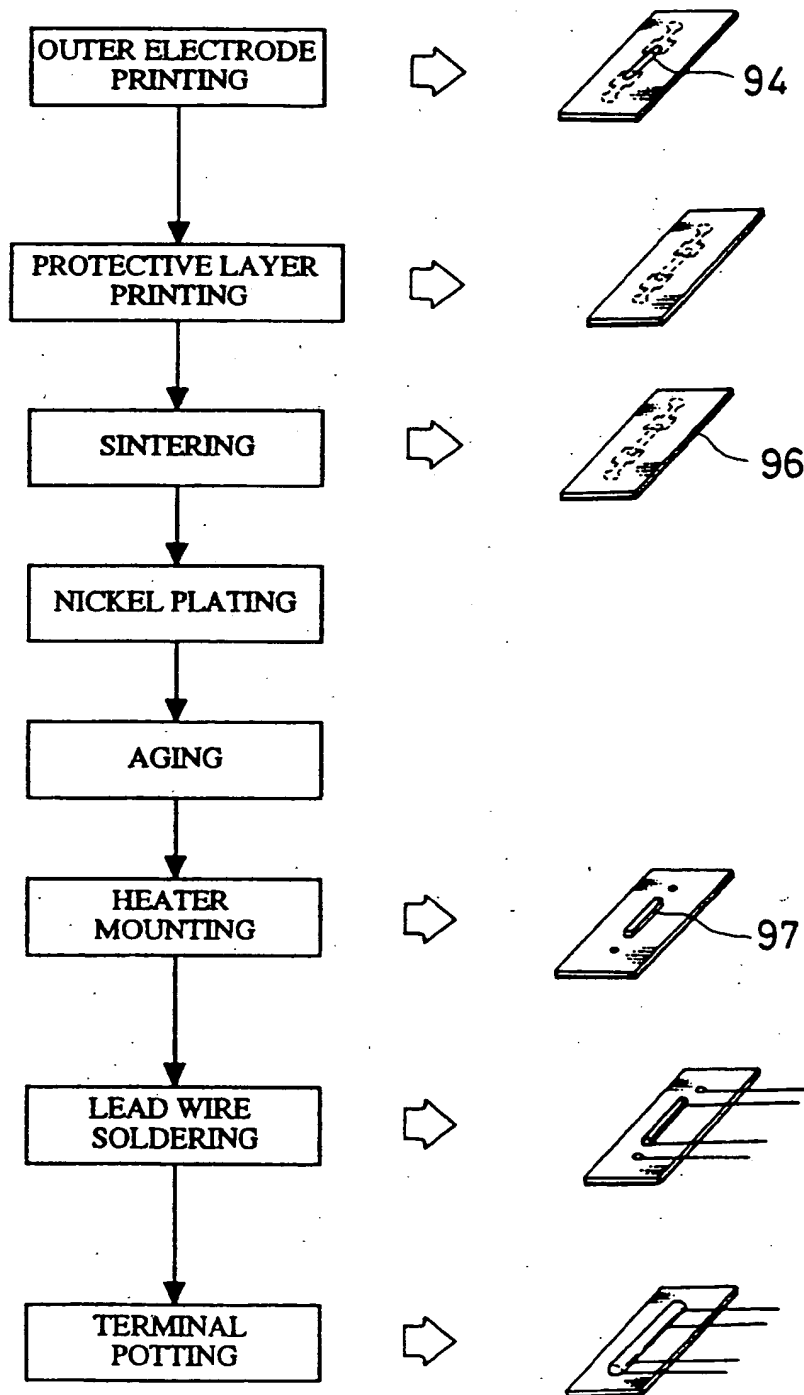 OUTER ELECTRODE
PRINTING
94
PROTECTIVE LAYER
PRINTING
SINTERING
96
NICKEL PLATING
AGING
HEATER
MOUNTING
97
LEAD WIRE
SOLDERING
TERMINAL
POTTING